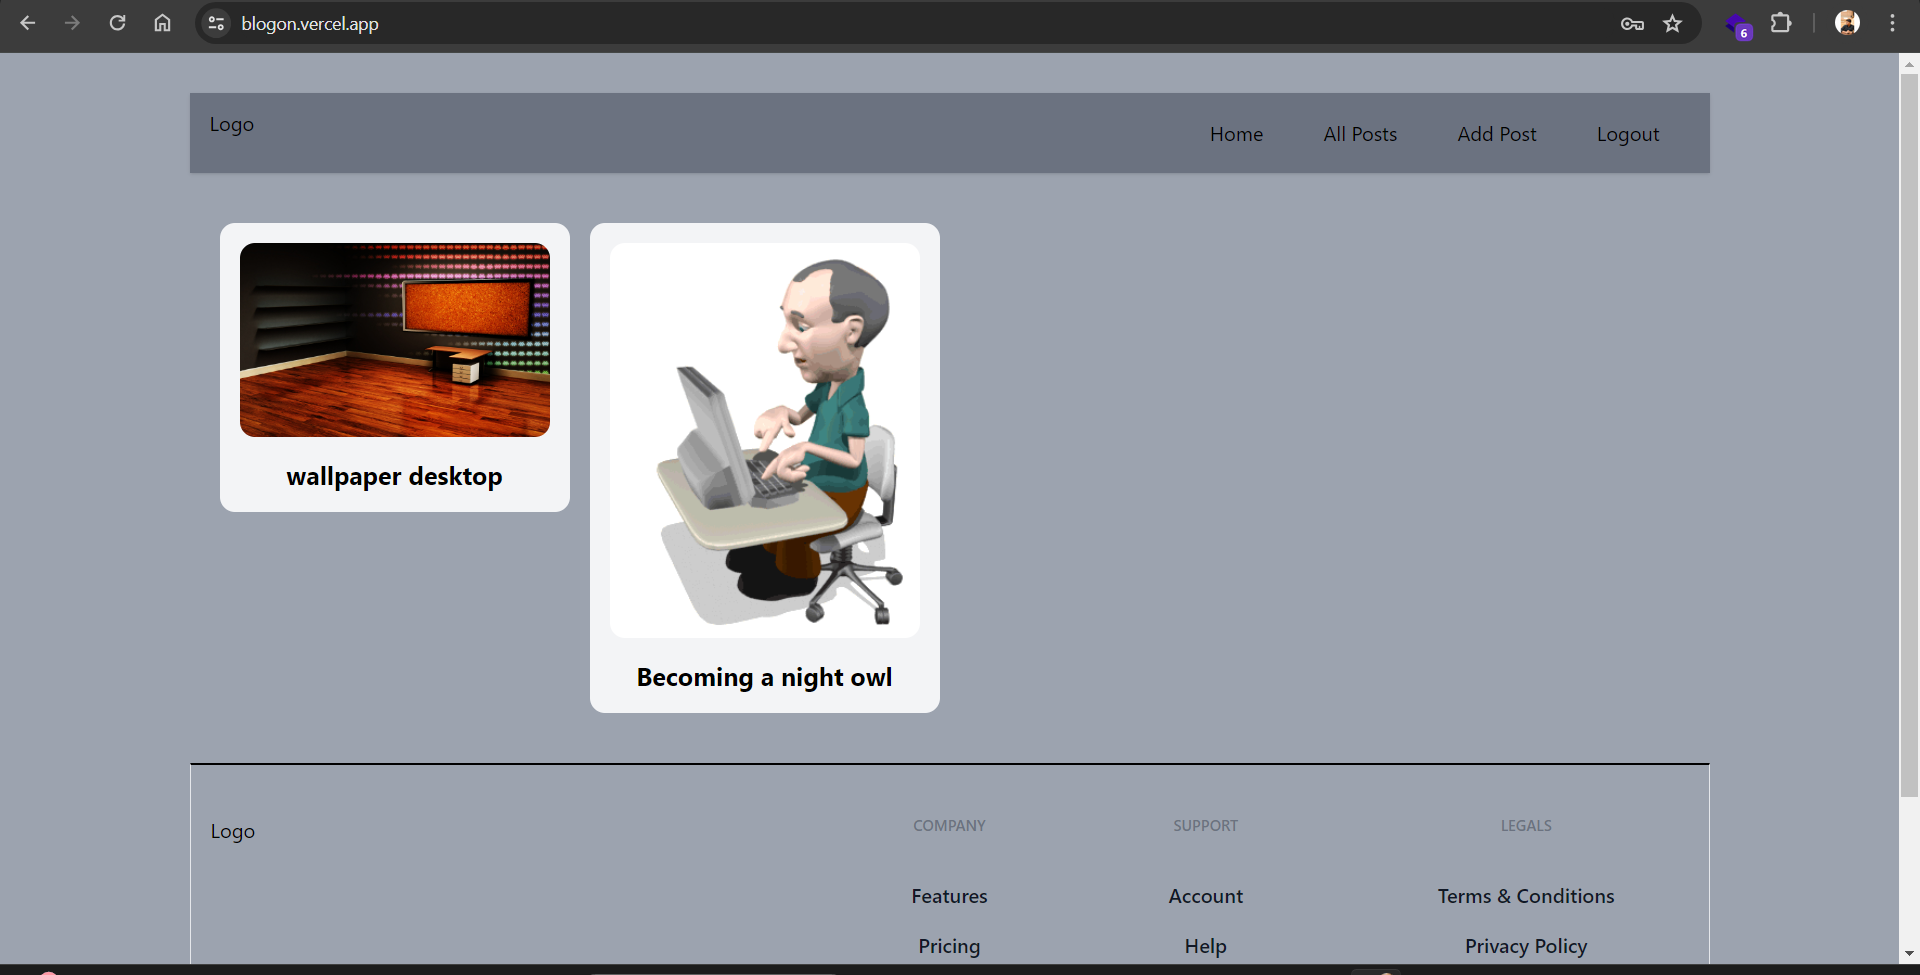 blogon.vercel.app
6
Logo
Home All Posts Add Post Logout
wallpaper desktop
Becoming a night owl
Logo
COMPANY SUPPORT LEGALS
Features Account Terms & Conditions
Pricing Help Privacy Policy